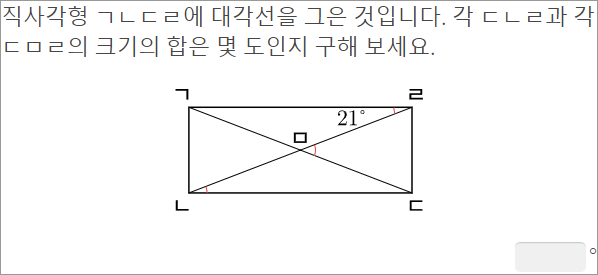 직사각형 ㄱㄴㄷㄹ에 대각선을 그은 것입니다. 각 ㄷㄴㄹ과 각
ㄷㅁㄹ의 크기의 합은 몇 도인지 구해 보세요.
ㄱ ㄹ
21°
ㅁ
ㄴ ㄷ
°